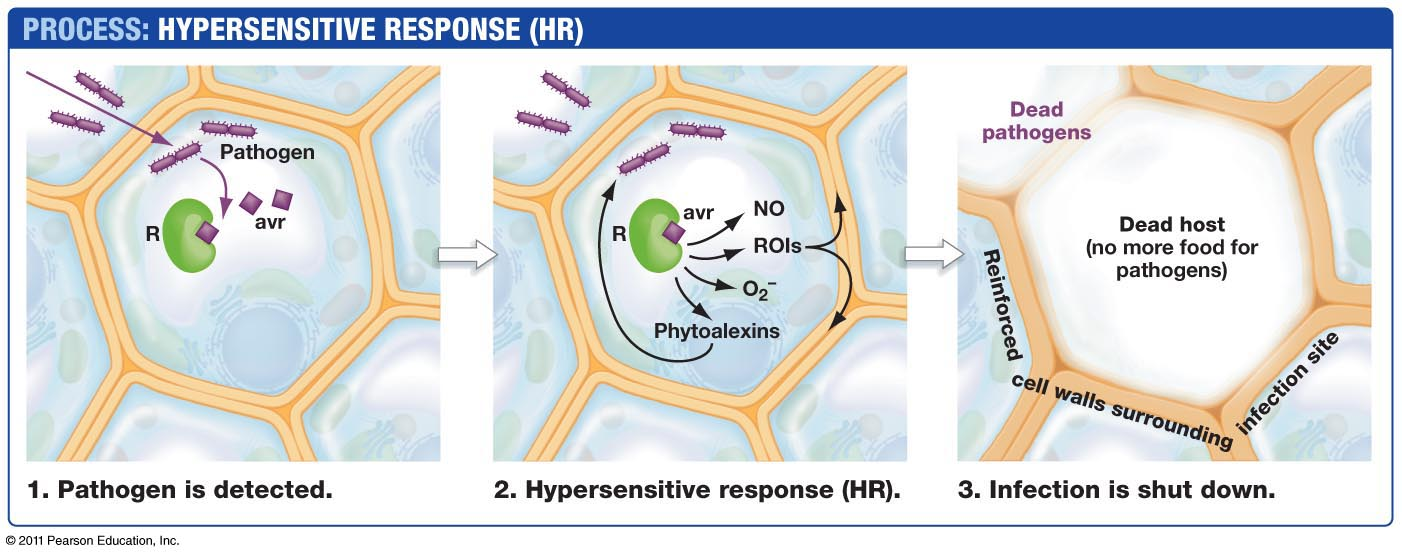 PROCESS: HYPERSENSITIVE RESPONSE (HR)
Pathogen
R
avr
1. Pathogen is detected.
R
avr
NO
ROIs
O₂⁻
Phytoalexins
2. Hypersensitive response (HR).
Dead
pathogens
Dead host
(no more food for
pathogens)
Reinforced
cell walls surrounding
infection site
3. Infection is shut down.
© 2011 Pearson Education, Inc.